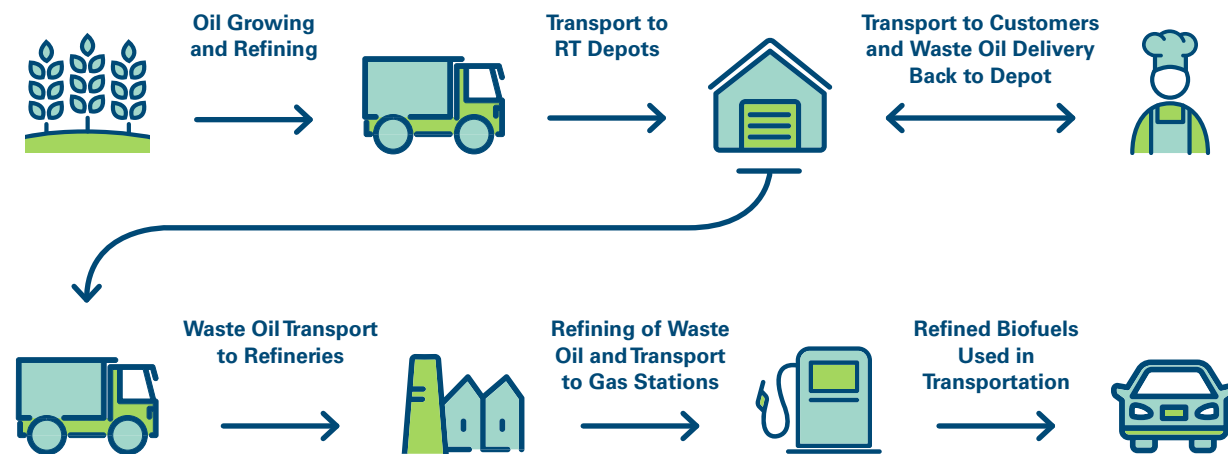 Oil Growing
and Refining
Transport to
RT Depots
Transport to Customers
and Waste Oil Delivery
Back to Depot
Waste Oil Transport
to Refineries
Refining of Waste
Oil and Transport
to Gas Stations
Refined Biofuels
Used in
Transportation